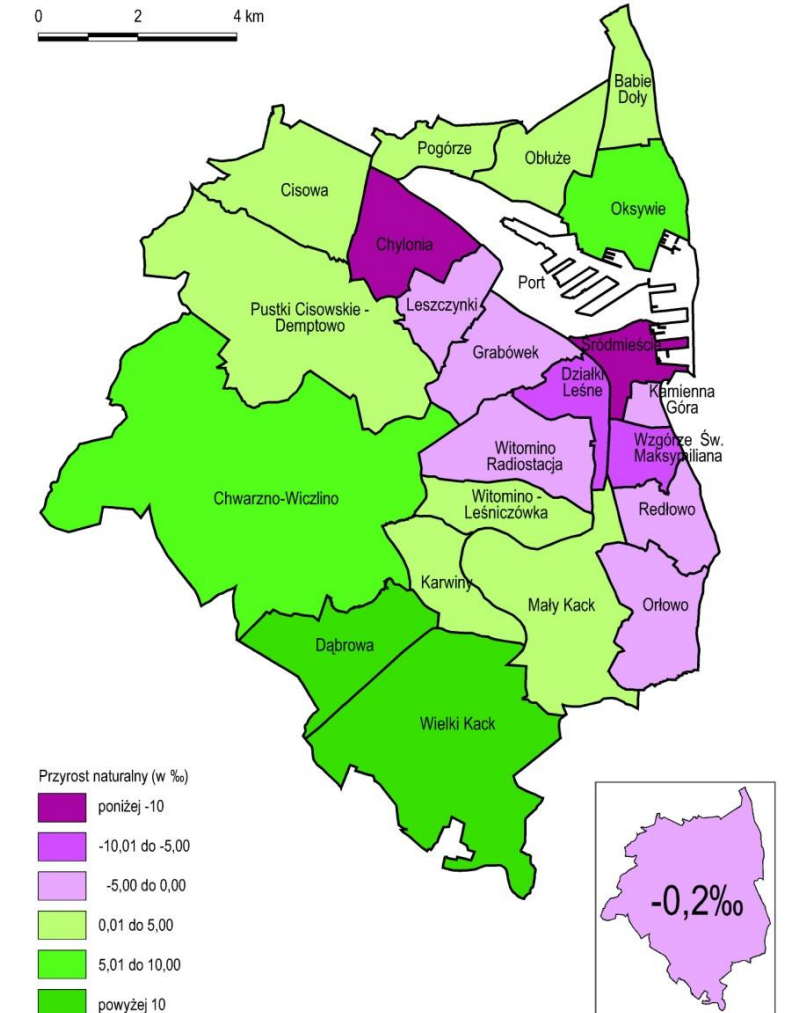 0 2 4 km
Babie
Doły
Pogórze
Obłuże
Cisowa
Oksywie
Chylonia
Port
Leszczynki
Pustki Cisowskie -
Demptowo
Śródmieście
Grabówek
Działki
Leśne
Kamienna
Góra
Wzgórze Św.
Maksymiliana
Witomino
Radiostacja
Chwarzno-Wiczlino
Witomino -
Leśniczówka
Redłowo
Karwiny
Mały Kack
Orłowo
Dąbrowa
Wielki Kack
Przyrost naturalny (w ‰)
poniżej -10
-10,01 do -5,00
-5,00 do 0,00
0,01 do 5,00
5,01 do 10,00
powyżej 10
-0,2‰